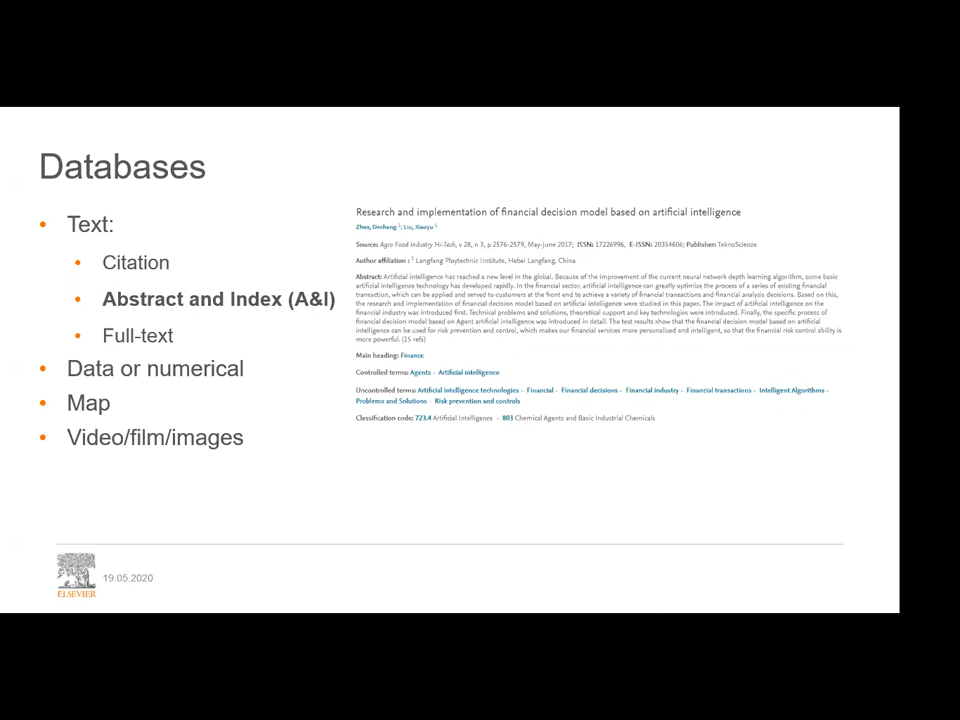 Databases
• Text:
• Citation
• Abstract and Index (A&I)
• Full-text
• Data or numerical
• Map
• Video/film/images
Research and implementation of financial decision model based on artificial intelligence
Zhen, Desheng 1; Liu, Xiaoyu 1
Source: Agro Food Industry Hi-Tech, v 28, n 3, p 2576-2579, May-June 2017; ISSN: 17226996, E-ISSN: 20354606; Publisher: TeknoScienze
Author affiliation : 1 Langfang Ploytechnic Institute, Hebei Langfang, China
Abstract: Artificial intelligence has reached a new level in the global. Because of the improvement of the current neural network depth learning algorithm, some basic
artificial intelligence technology has developed rapidly. In the financial sector, artificial intelligence can greatly optimize the process of a series of existing financial
transaction, which can be applied and served to customers at the front end to achieve a variety of financial transactions and financial analysis decisions. Based on this,
the research and implementation of financial decision model based on artificial intelligence were studied in this paper. The impact of artificial intelligence on the
financial industry was introduced first. Technical problems and solutions, theoretical support and key technologies were introduced. Finally, the specific process of
financial decision model based on Agent artificial intelligence was introduced in detail. The test results show that the financial decision model based on artificial
intelligence can be used for risk prevention and control, which makes our financial services more personalized and intelligent, so that the financial risk control ability is
more powerful. (15 refs)
Main heading: Finance
Controlled terms: Agents - Artificial intelligence
Uncontrolled terms: Artificial intelligence technologies - Financial - Financial decisions - Financial industry - Financial transactions - Intelligent Algorithms -
Problems and Solutions - Risk prevention and controls
Classification code: 723.4 Artificial Intelligence - 803 Chemical Agents and Basic Industrial Chemicals
ELSEVIER
19.05.2020